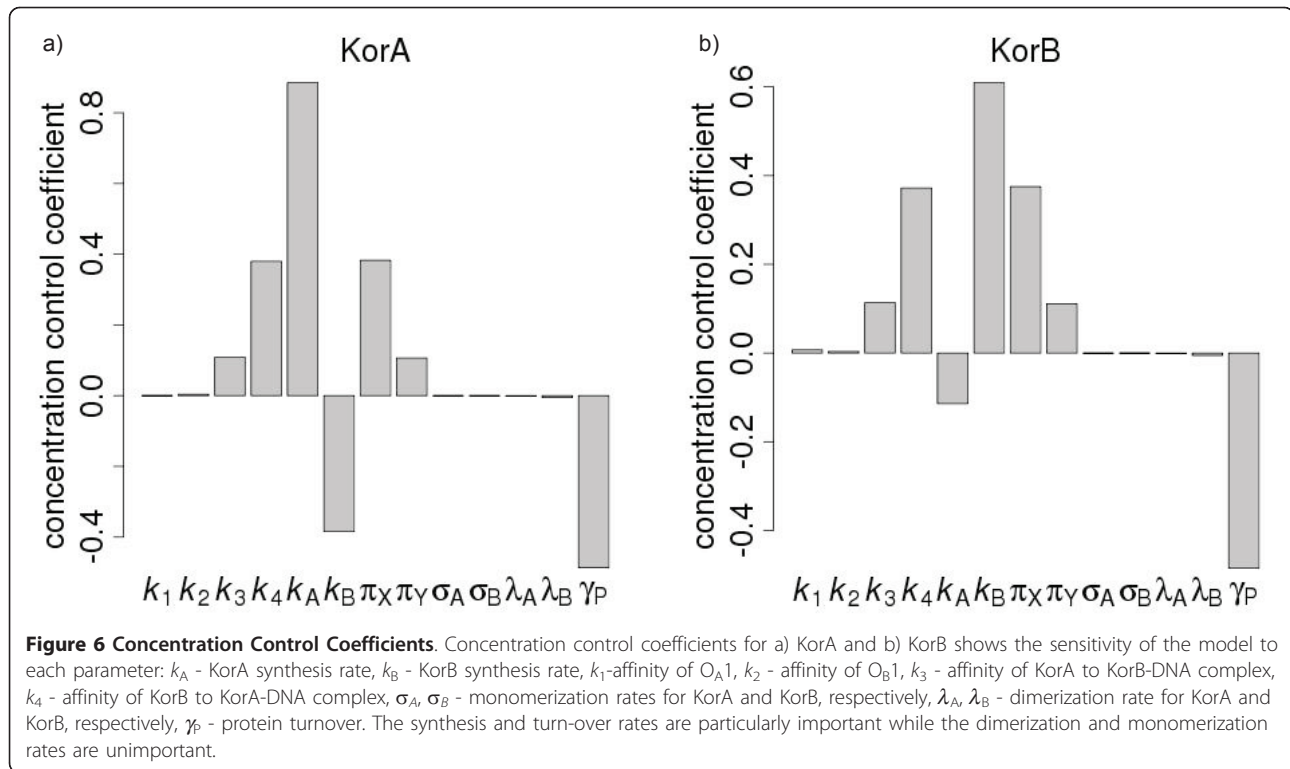 a)
KorA
concentration control coefficient
0.8
0.4
0.0
-0.4
k1 k2 k3 k4 kA kB πX πY σA σB λA λB γP
b)
KorB
concentration control coefficient
0.6
0.4
0.2
0.0
-0.2
-0.4
k1 k2 k3 k4 kA kB πX πY σA σB λA λB γP
Figure 6 Concentration Control Coefficients. Concentration control coefficients for a) KorA and b) KorB shows the sensitivity of the model to
each parameter: kA - KorA synthesis rate, kB - KorB synthesis rate, k1-affinity of OA1, k2 - affinity of OB1, k3 - affinity of KorA to KorB-DNA complex,
k4 - affinity of KorB to KorA-DNA complex, σA, σB - monomerization rates for KorA and KorB, respectively, λA, λB - dimerization rate for KorA and
KorB, respectively, γP - protein turnover. The synthesis and turn-over rates are particularly important while the dimerization and monomerization
rates are unimportant.